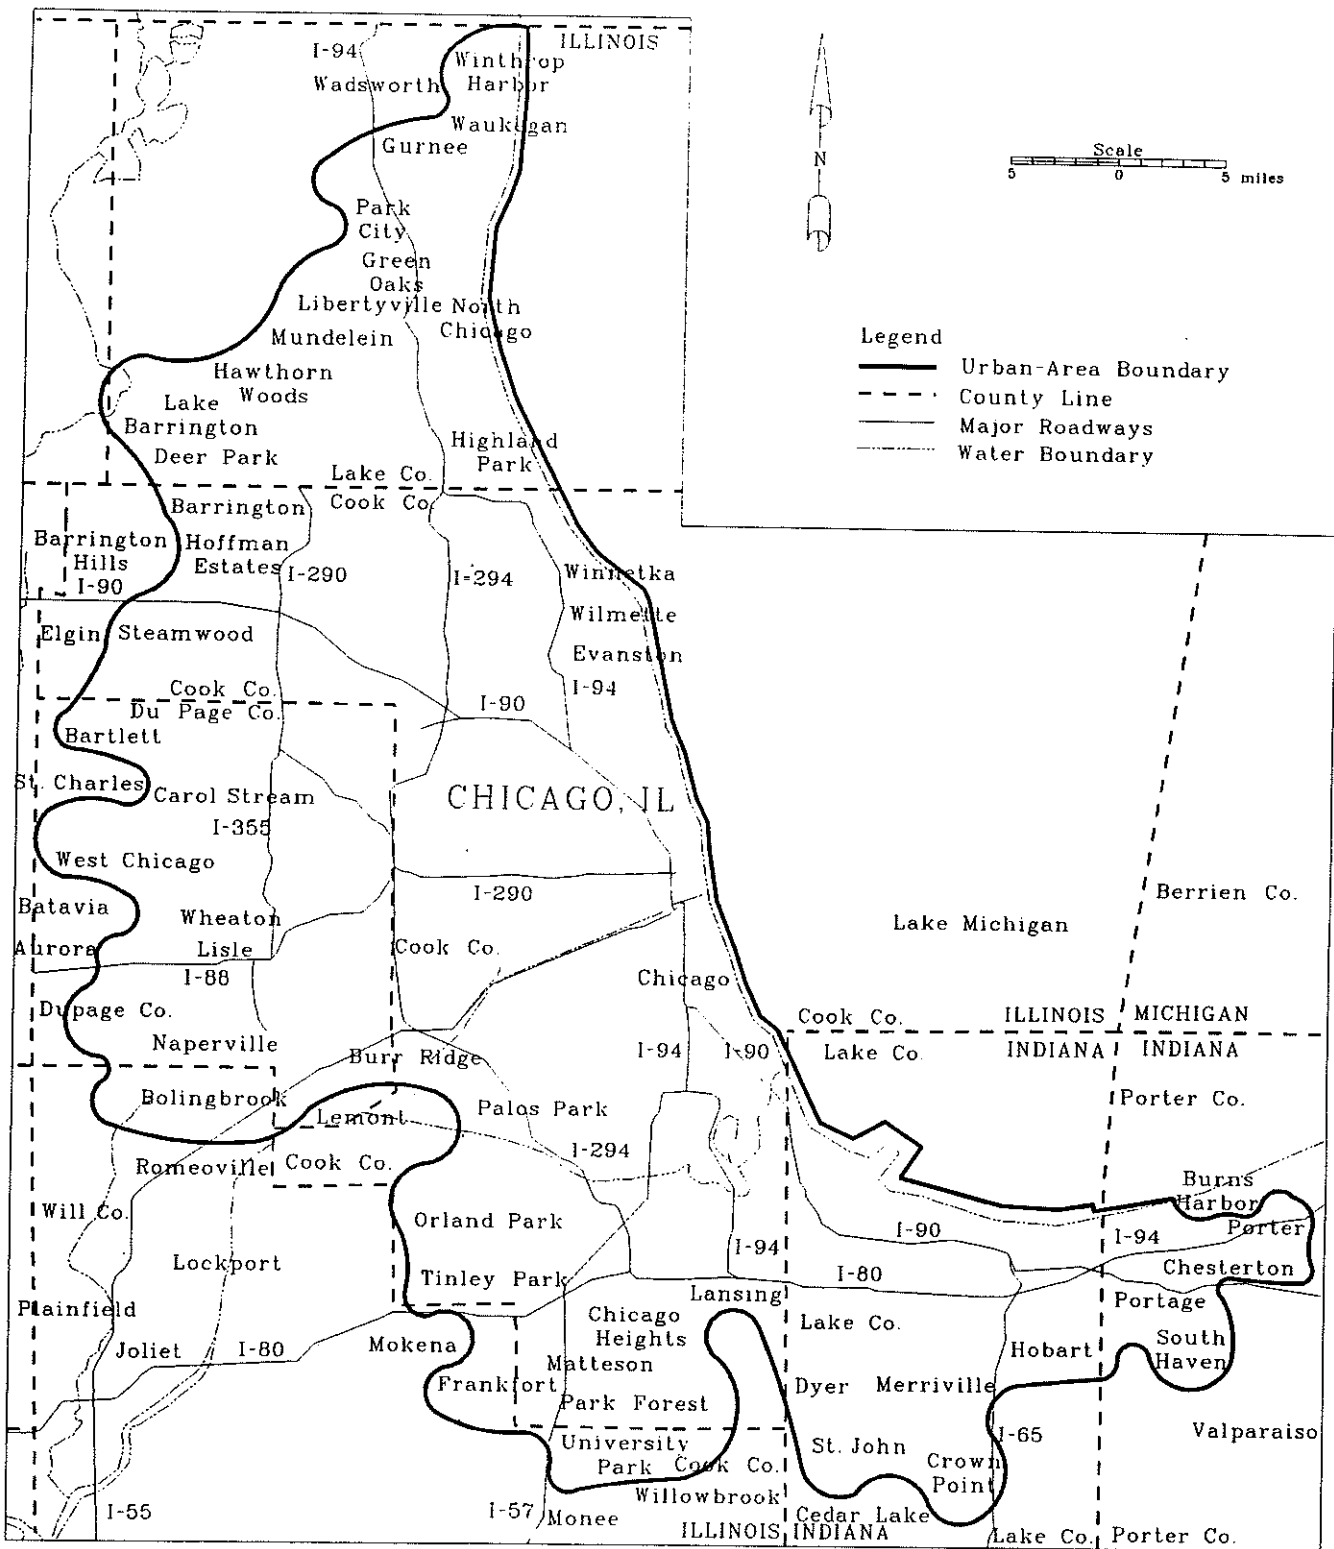 ILLINOIS
I-94
Winthrop
Harbor
Wadsworth
Waukegan
Gurnee
N
Scale
5 0 5 miles
Park
City
Green
Oaks
Libertyville
North
Chicago
Mundelein
Legend
Urban-Area Boundary
County Line
Major Roadways
Water Boundary
Hawthorn
Woods
Lake
Barrington
Deer Park
Highland
Park
Lake Co.
Cook Co.
Barrington
Barrington
Hills
Hoffman
Estates
I-290
I-294
Winnetka
I-90
Wilmette
Elgin
Steamwood
Evanston
Cook Co.
I-94
Du Page Co.
I-90
Bartlett
St. Charles
Carol Stream
CHICAGO, IL
I-355
West Chicago
I-290
Berrien Co.
Batavia
Wheaton
Lake Michigan
Aurora
Lisle
Cook Co.
I-88
Chicago
Dupage Co.
Cook Co.
ILLINOIS
MICHIGAN
Naperville
Burr Ridge
I-94
I-90
Lake Co.
INDIANA
INDIANA
Bolingbrook
Lemont
Palos Park
Porter Co.
I-294
Romeoville
Cook Co.
Burns
Harbor
Will Co.
Orland Park
Porter
I-90
I-94
I-94
Lockport
Tinley Park
I-80
Chesterton
Plainfield
Lansing
Portage
Chicago
Heights
Lake Co.
Joliet
I-80
Mokena
Hobart
South
Haven
Matteson
Frankfort
Dyer
Merriville
Park Forest
University
Park
Cook Co.
St. John
I-65
Valparaiso
Crown
Point
Willowbrook
Cedar Lake
I-55
I-57
Monee
ILLINOIS
INDIANA
Lake Co.
Porter Co.